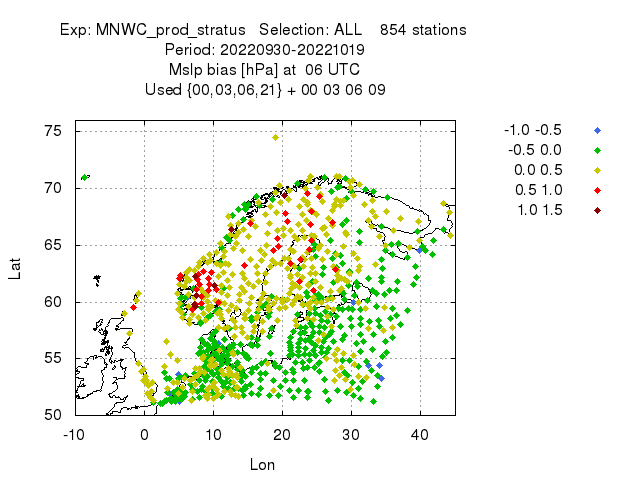 Exp: MNWC_prod_stratus   Selection: ALL    854 stations
Period: 20220930-20221019
Mslp bias [hPa] at  06 UTC
Used {00,03,06,21} + 00 03 06 09
-1.0 -0.5
-0.5 0.0
0.0 0.5
0.5 1.0
1.0 1.5
75
70
65
60
55
50
Lat
-10 0 10 20 30 40
Lon